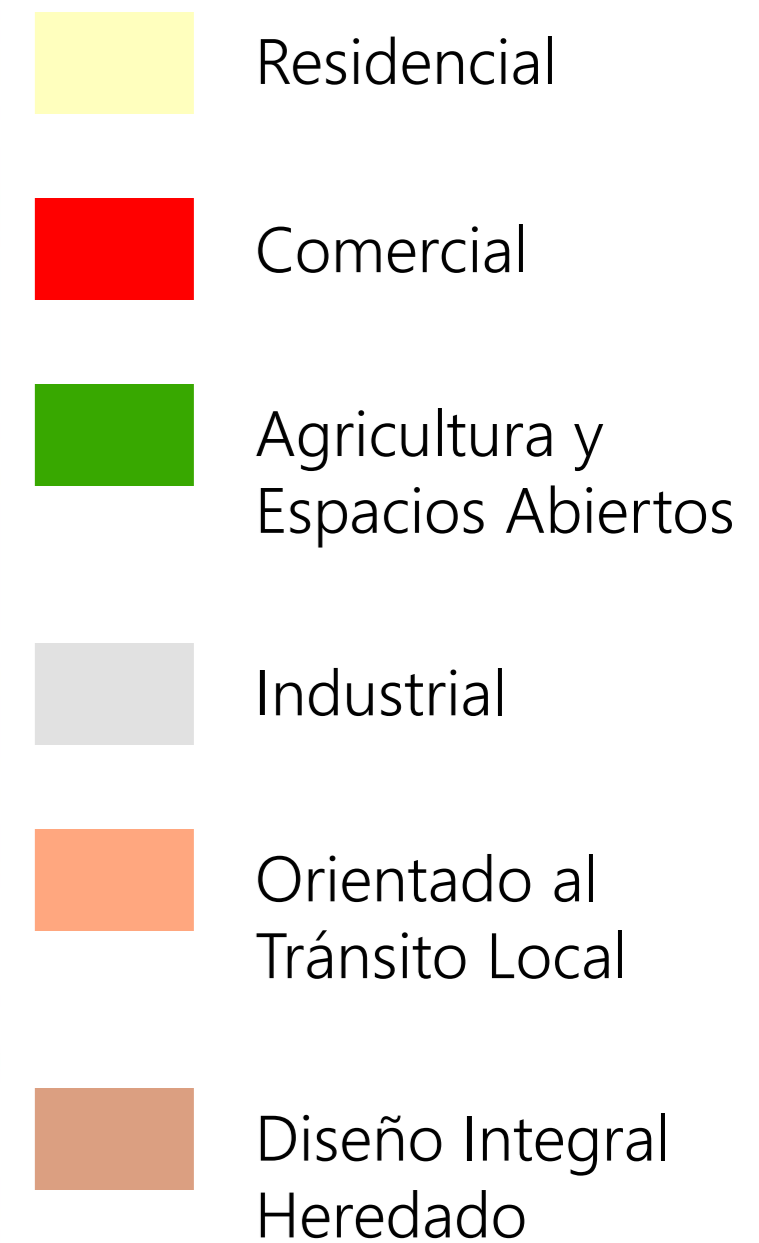 Residencial
Comercial
Agricultura y
Espacios Abiertos
Industrial
Orientado al
Tránsito Local
Diseño Integral
Heredado